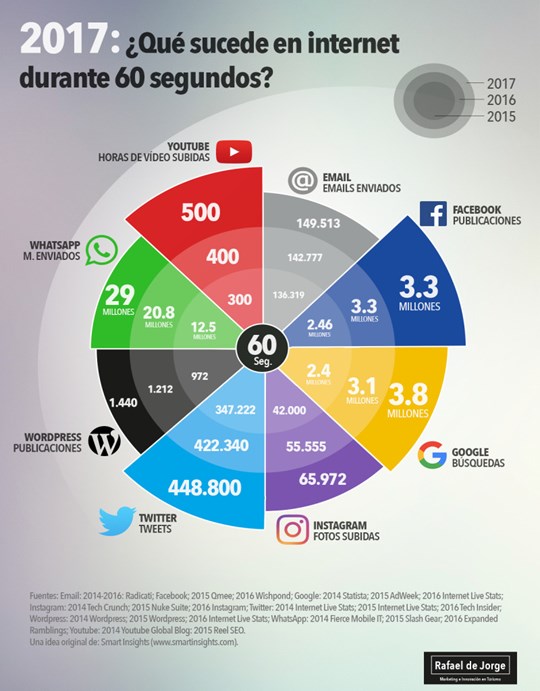 2017: ¿Qué sucede en internet
durante 60 segundos?
2017
2016
2015
YOUTUBE
HORAS DE VÍDEO SUBIDAS
500
400
300
@
EMAIL
EMAILS ENVIADOS
149.513
142.777
136.319
FACEBOOK
PUBLICACIONES
f
3.3
MILLONES
3.3
MILLONES
2.46
MILLONES
GOOGLE
BÚSQUEDAS
G
3.8
MILLONES
3.1
MILLONES
2.4
MILLONES
INSTAGRAM
FOTOS SUBIDAS
42.000
55.555
65.972
TWITTER
TWEETS
347.222
422.340
448.800
WORDPRESS
PUBLICACIONES
W
972
1.212
1.440
WHATSAPP
M. ENVIADOS
29
MILLONES
20.8
MILLONES
12.5
MILLONES
60
Seg.
Fuentes: Email: 2014-2016: Radicati; Facebook; 2015 Qmee; 2016 Wishpond; Google: 2014 Statista; 2015 AdWeek; 2016 Internet Live Stats;
Instagram: 2014 Tech Crunch; 2015 Nuke Suite; 2016 Instagram; Twitter: 2014 Internet Live Stats; 2015 Internet Live Stats; 2016 Tech Insider;
Wordpress: 2014 Wordpress; 2015 Wordpress; 2016 Internet Live Stats; WhatsApp: 2014 Fierce Mobile IT; 2015 Slash Gear; 2016 Expanded
Ramblings; Youtube: 2014 Youtube Global Blog: 2015 Reel SEO.
Una idea original de: Smart Insights (www.smartinsights.com).
Rafael de Jorge
Marketing e Innovación en Turismo